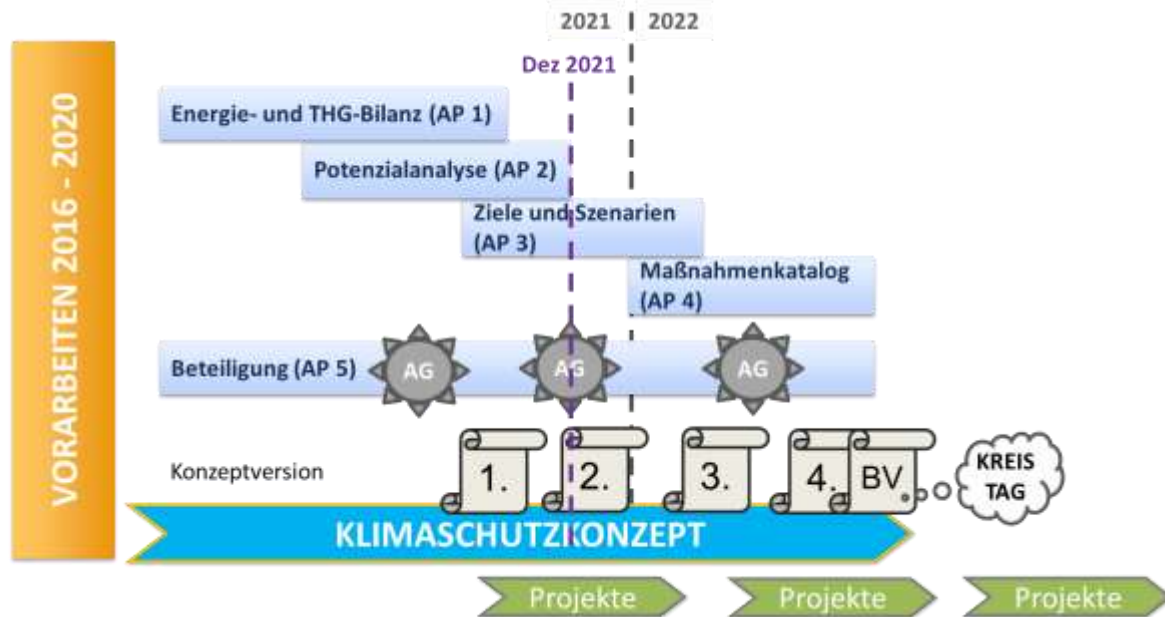 2021 2022
Dez 2021
VORARBEITEN 2016 - 2020
Energie- und THG-Bilanz (AP 1)
Potenzialanalyse (AP 2)
Ziele und Szenarien
(AP 3)
Maßnahmenkatalog
(AP 4)
Beteiligung (AP 5)
AG
AG
AG
Konzeptversion
1.
2.
3.
4.
BV
KREIS
TAG
KLIMASCHUTZKONZEPT
Projekte
Projekte
Projekte